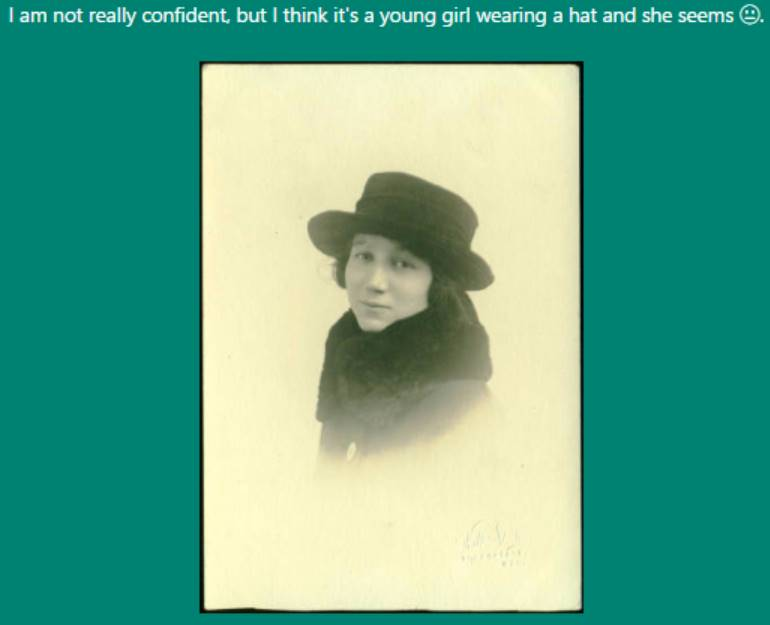 I am not really confident, but I think it's a young girl wearing a hat and she seems 😐.